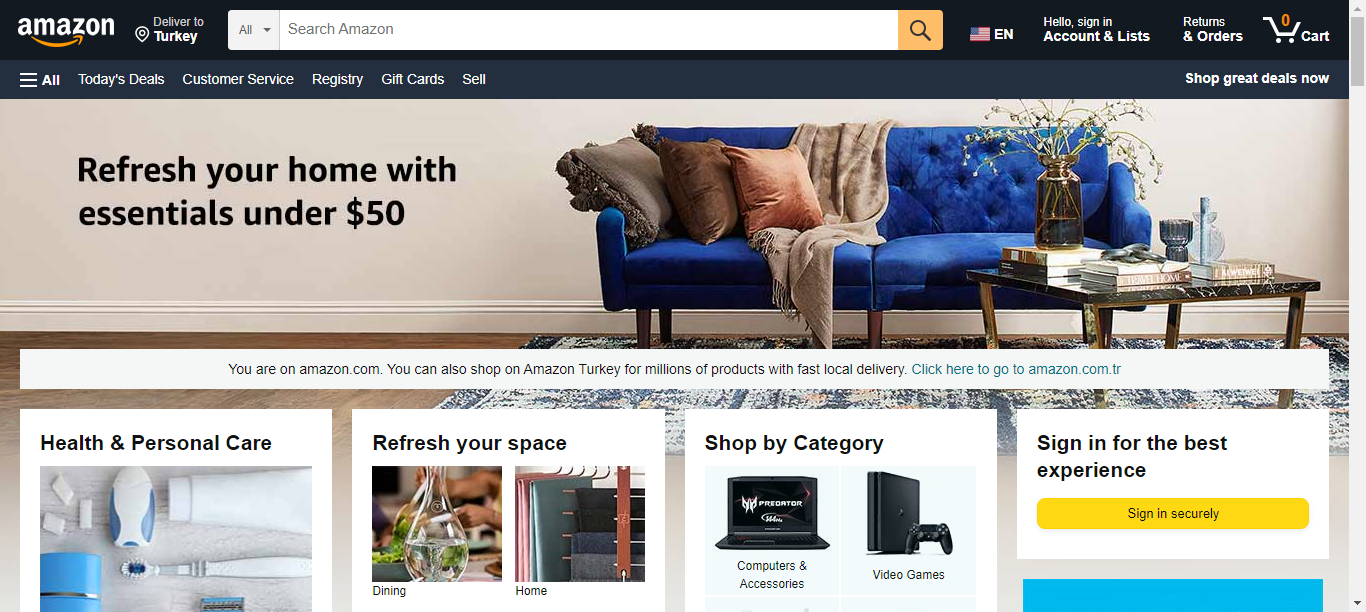 amazon
Deliver to
Turkey
All
Search Amazon
EN
Hello, sign in
Account & Lists
Returns
& Orders
0
Cart
All
Today's Deals
Customer Service
Registry
Gift Cards
Sell
Shop great deals now
Refresh your home with
essentials under $50
You are on amazon.com. You can also shop on Amazon Turkey for millions of products with fast local delivery. Click here to go to amazon.com.tr
Health & Personal Care
Refresh your space
Dining
Home
Shop by Category
PREDATOR
144Hz
Computers &
Accessories
Video Games
Sign in for the best
experience
Sign in securely